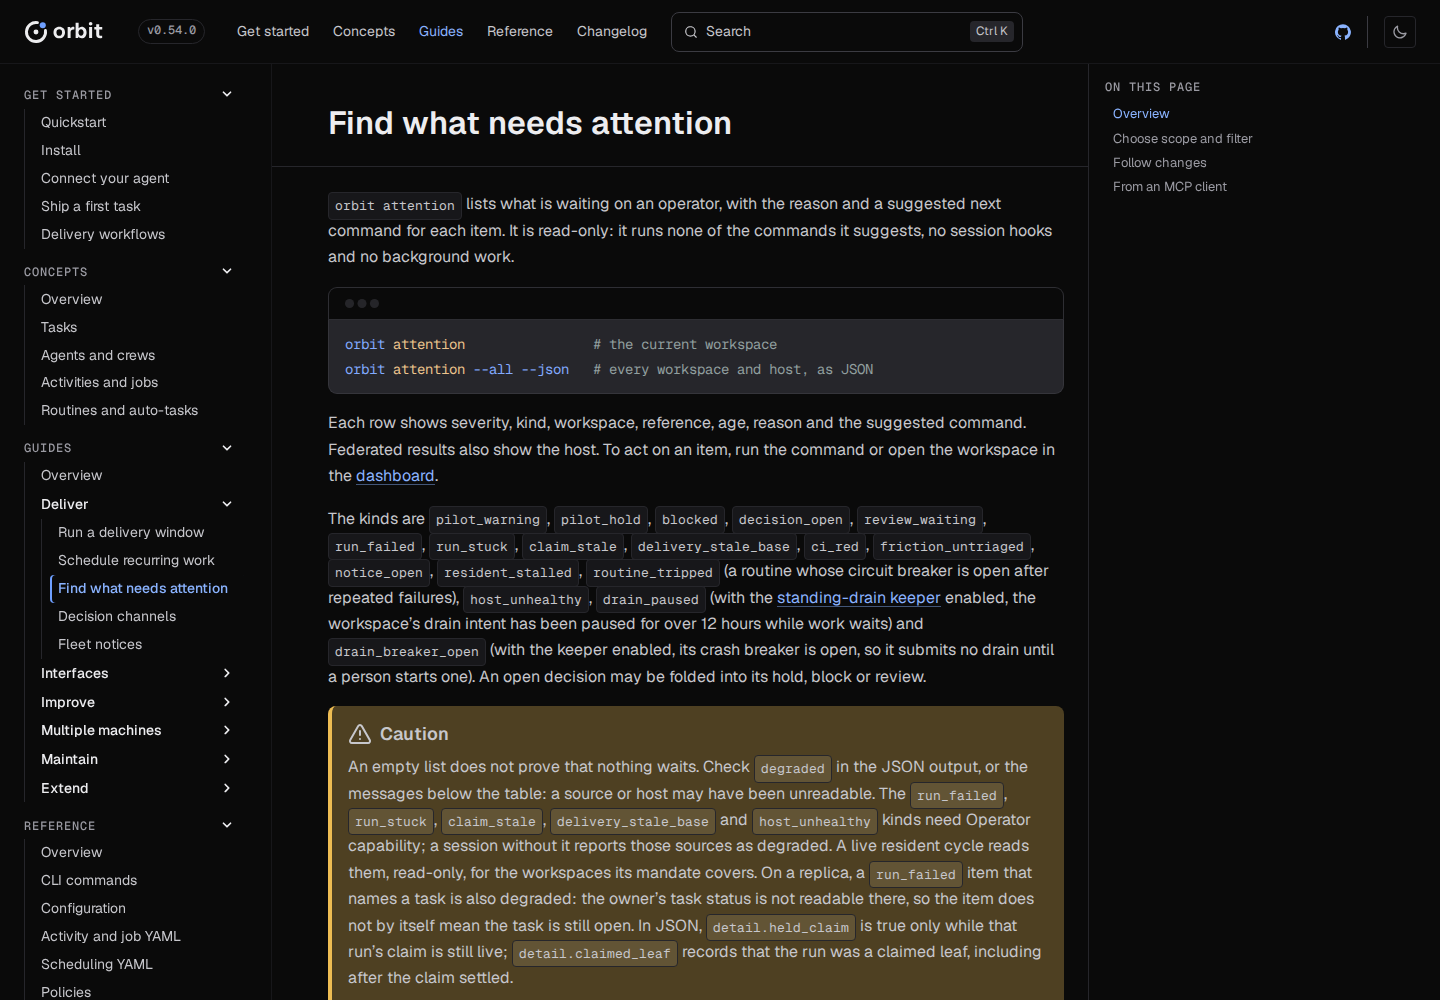 orbit
v0.54.0
Get started
Concepts
Guides
Reference
Changelog
Search
Ctrl K
GET STARTED
Quickstart
Install
Connect your agent
Ship a first task
Delivery workflows
CONCEPTS
Overview
Tasks
Agents and crews
Activities and jobs
Routines and auto-tasks
GUIDES
Overview
Deliver
Run a delivery window
Schedule recurring work
Find what needs attention
Decision channels
Fleet notices
Interfaces
Improve
Multiple machines
Maintain
Extend
REFERENCE
Overview
CLI commands
Configuration
Activity and job YAML
Scheduling YAML
Policies
Find what needs attention
orbit attention lists what is waiting on an operator, with the reason and a suggested next
command for each item. It is read-only: it runs none of the commands it suggests, no session hooks
and no background work.
orbit attention # the current workspace
orbit attention --all --json # every workspace and host, as JSON
Each row shows severity, kind, workspace, reference, age, reason and the suggested command.
Federated results also show the host. To act on an item, run the command or open the workspace in
the dashboard.
The kinds are pilot_warning, pilot_hold, blocked, decision_open, review_waiting,
run_failed, run_stuck, claim_stale, delivery_stale_base, ci_red, friction_untriaged,
notice_open, resident_stalled, routine_tripped (a routine whose circuit breaker is open after
repeated failures), host_unhealthy, drain_paused (with the standing-drain keeper enabled, the
workspace's drain intent has been paused for over 12 hours while work waits) and
drain_breaker_open (with the keeper enabled, its crash breaker is open, so it submits no drain until
a person starts one). An open decision may be folded into its hold, block or review.
Caution
An empty list does not prove that nothing waits. Check degraded in the JSON output, or the
messages below the table: a source or host may have been unreadable. The run_failed,
run_stuck, claim_stale, delivery_stale_base and host_unhealthy kinds need Operator
capability; a session without it reports those sources as degraded. A live resident cycle reads
them, read-only, for the workspaces its mandate covers. On a replica, a run_failed item that
names a task is also degraded: the owner's task status is not readable there, so the item does
not by itself mean the task is still open. In JSON, detail.held_claim is true only while that
run's claim is still live; detail.claimed_leaf records that the run was a claimed leaf, including
after the claim settled.
ON THIS PAGE
Overview
Choose scope and filter
Follow changes
From an MCP client